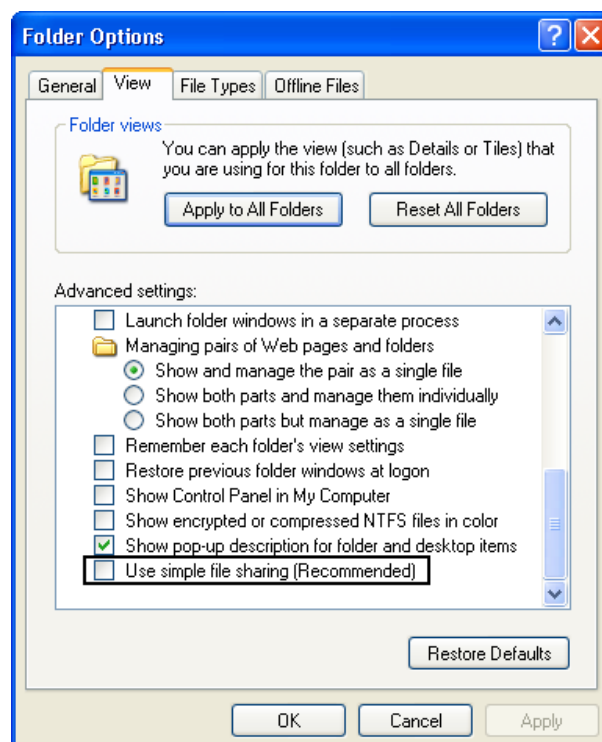 Folder Options
General View File Types Offline Files
Folder views
You can apply the view (such as Details or Tiles) that
you are using for this folder to all folders.
Apply to All Folders Reset All Folders
Advanced settings:
Launch folder windows in a separate process
Managing pairs of Web pages and folders
Show and manage the pair as a single file
Show both parts and manage them individually
Show both parts but manage as a single file
Remember each folder's view settings
Restore previous folder windows at logon
Show Control Panel in My Computer
Show encrypted or compressed NTFS files in color
Show pop-up description for folder and desktop items
Use simple file sharing (Recommended)
Restore Defaults
OK Cancel Apply